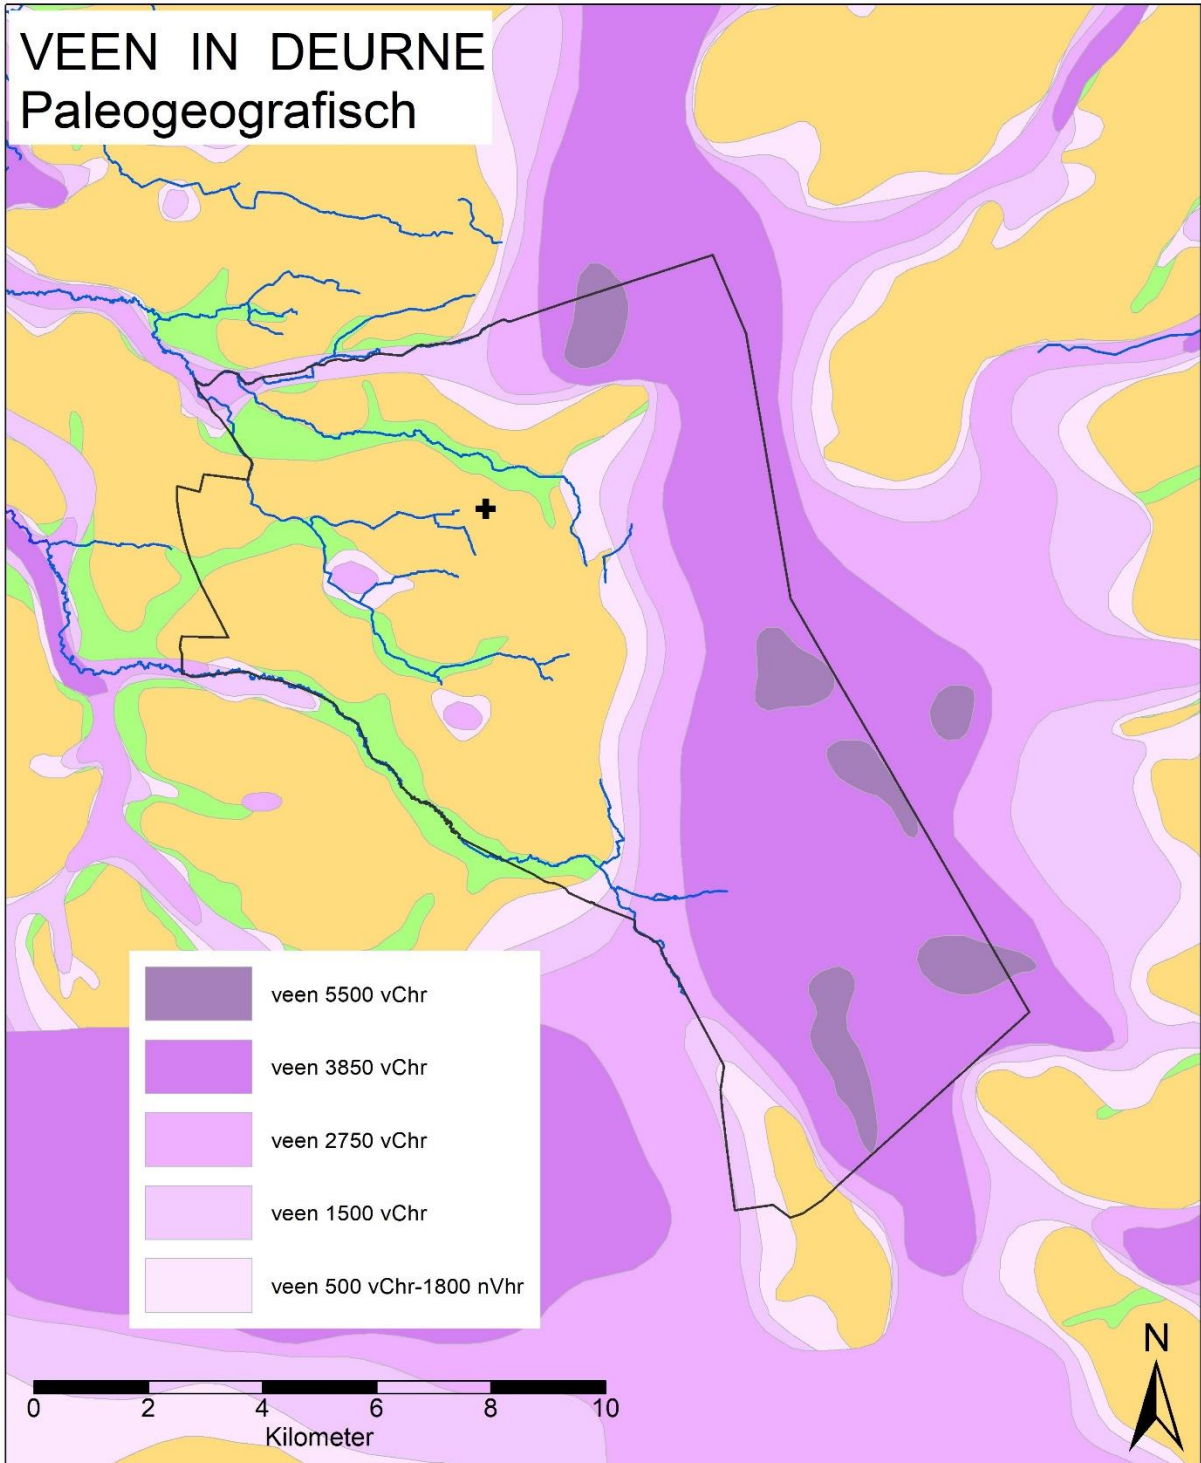 VEEN IN DEURNE
Paleogeografisch
veen 5500 vChr
veen 3850 vChr
veen 2750 vChr
veen 1500 vChr
veen 500 vChr-1800 nVhr
0 2 4 6 8 10
Kilometer
N